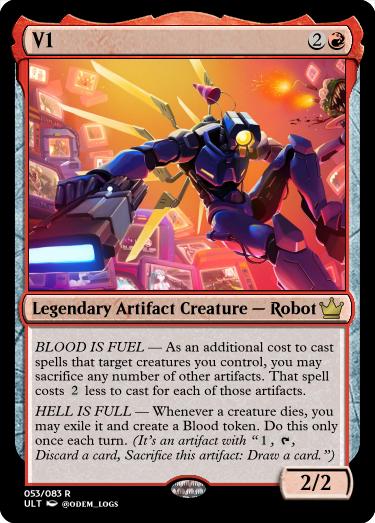 V1 2
Legendary Artifact Creature — Robot
BLOOD IS FUEL — As an additional cost to cast
spells that target creatures you control, you may
sacrifice any number of other artifacts. That spell
costs 2 less to cast for each of those artifacts.
HELL IS FULL — Whenever a creature dies, you
may exile it and create a Blood token. Do this only
once each turn. (It's an artifact with "1, ,
Discard a card, Sacrifice this artifact: Draw a card.")
2/2
053/083 R
ULT @ODEM_LOGS